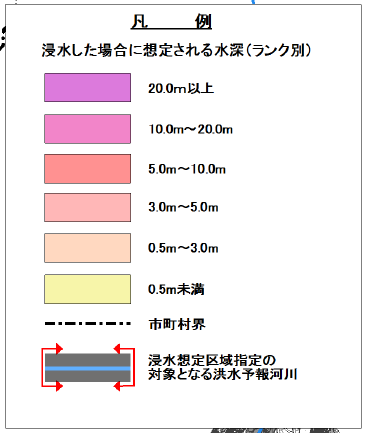 凡　例
浸水した場合に想定される水深(ランク別)
20.0m以上
10.0m～20.0m
5.0m～10.0m
3.0m～5.0m
0.5m～3.0m
0.5m未満
市町村界
浸水想定区域指定の
対象となる洪水予報河川